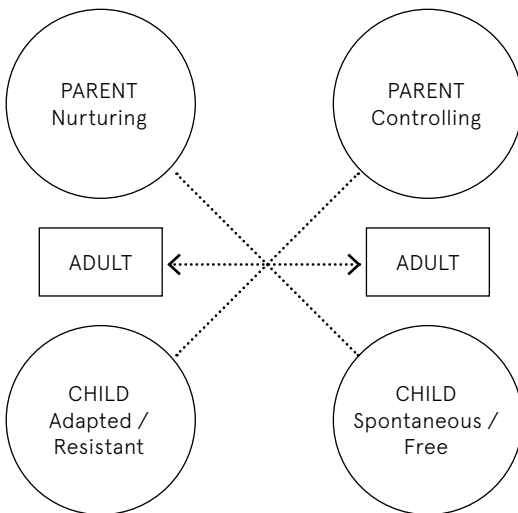 PARENT
Nurturing
PARENT
Controlling
ADULT
ADULT
CHILD
Adapted /
Resistant
CHILD
Spontaneous /
Free